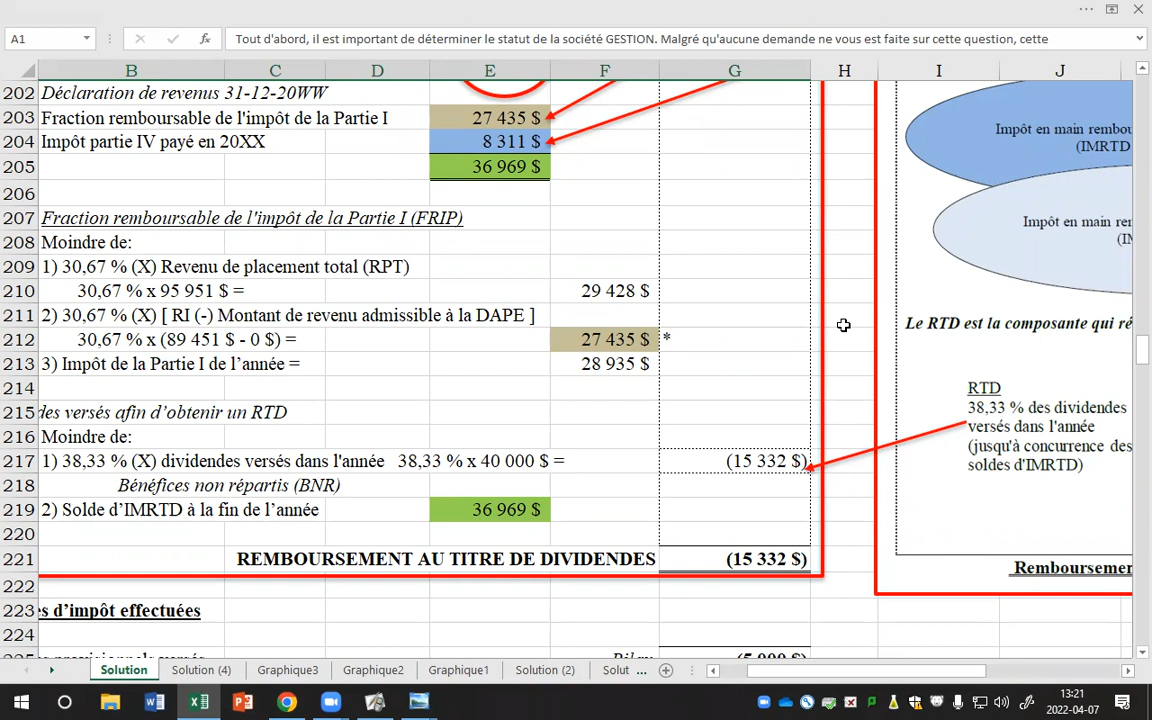 A1
fx
Tout d'abord, il est important de déterminer le statut de la société GESTION. Malgré qu'aucune demande ne vous est faite sur cette question, cette
B C D E F G H I J
202 Déclaration de revenus 31-12-20WW
203 Fraction remboursable de l'impôt de la Partie I 27 435 $
204 Impôt partie IV payé en 20XX 8 311 $
205 36 969 $
206
207 Fraction remboursable de l'impôt de la Partie I (FRIP)
208 Moindre de:
209 1) 30,67 % (X) Revenu de placement total (RPT)
210 30,67 % x 95 951 $ = 29 428 $
211 2) 30,67 % (X) [ RI (-) Montant de revenu admissible à la DAPE ]
212 30,67 % x (89 451 $ - 0 $) = 27 435 $ *
213 3) Impôt de la Partie I de l'année = 28 935 $
214
215 des versés afin d'obtenir un RTD
216 Moindre de:
217 1) 38,33 % (X) dividendes versés dans l'année 38,33 % x 40 000 $ = (15 332 $)
218 Bénéfices non répartis (BNR)
219 2) Solde d'IMRTD à la fin de l'année 36 969 $
220
221 REMBOURSEMENT AU TITRE DE DIVIDENDES (15 332 $)
222
223 s d'impôt effectuées
224
(5 000 $)
Impôt en main rembou
(IMRTD
Impôt en main rem
(IM
Le RTD est la composante qui ré
RTD
38,33 % des dividendes
versés dans l'année
(jusqu'à concurrence des
soldes d'IMRTD)
Remboursemen
Solution Solution (4) Graphique3 Graphique2 Graphique1 Solution (2) Solut ...
13:21
2022-04-07